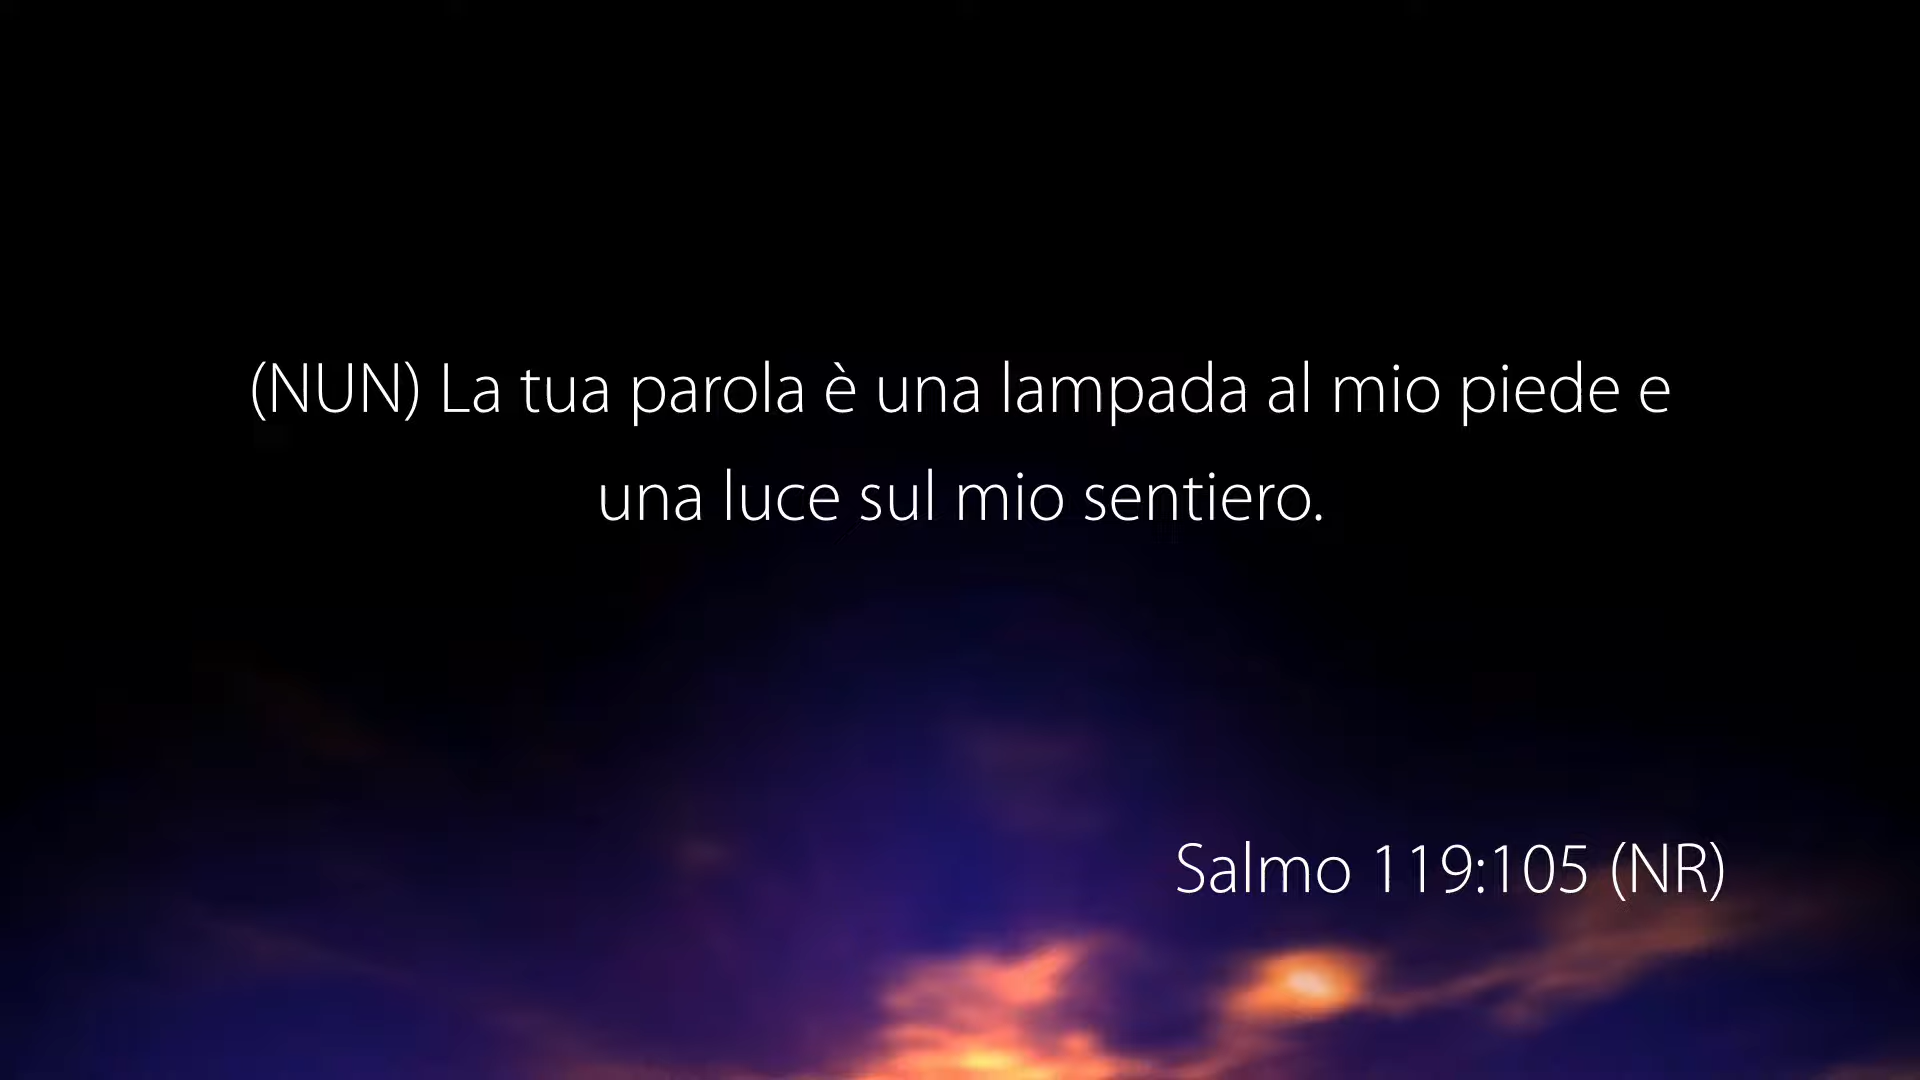 (NUN) La tua parola è una lampada al mio piede e
una luce sul mio sentiero.
Salmo 119:105 (NR)